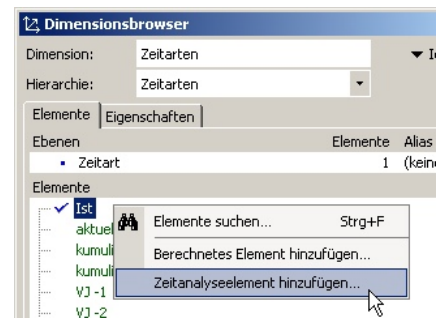 Dimensionsbrowser
Dimension: Zeitarten
Hierarchie: Zeitarten
Elemente Eigenschaften
Ebenen Elemente Alias
Zeitart 1
Elemente
Ist
Elemente suchen... Strg+F
Berechnetes Element hinzufügen...
Zeitanalyseelement hinzufügen...
VJ -1
VJ -2